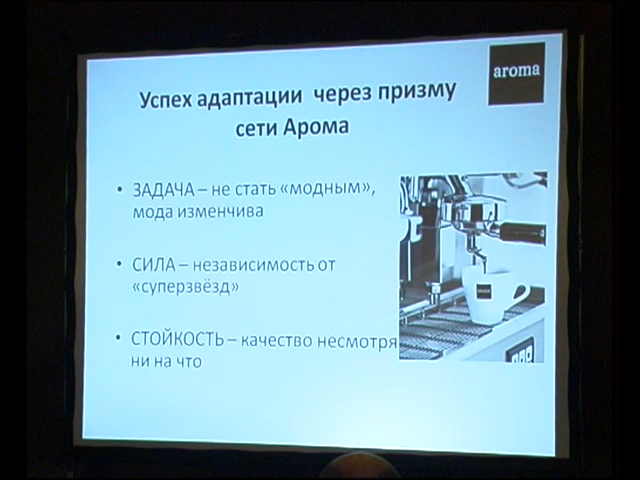 aroma
Успех адаптации через призму
сети Арома
• ЗАДАЧА – не стать «модным»,
мода изменчива
• СИЛА – независимость от
«суперзвёзд»
• СТОЙКОСТЬ – качество несмотря
ни на что